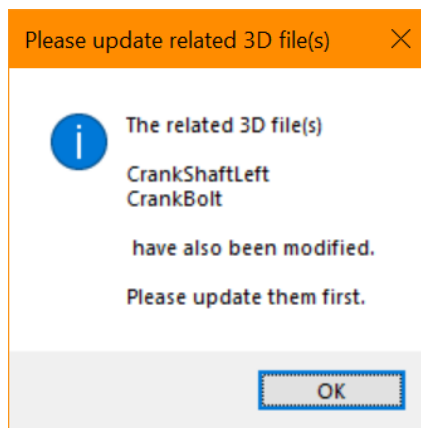 Please update related 3D file(s)
The related 3D file(s)
CrankShaftLeft
CrankBolt
have also been modified.
Please update them first.
OK